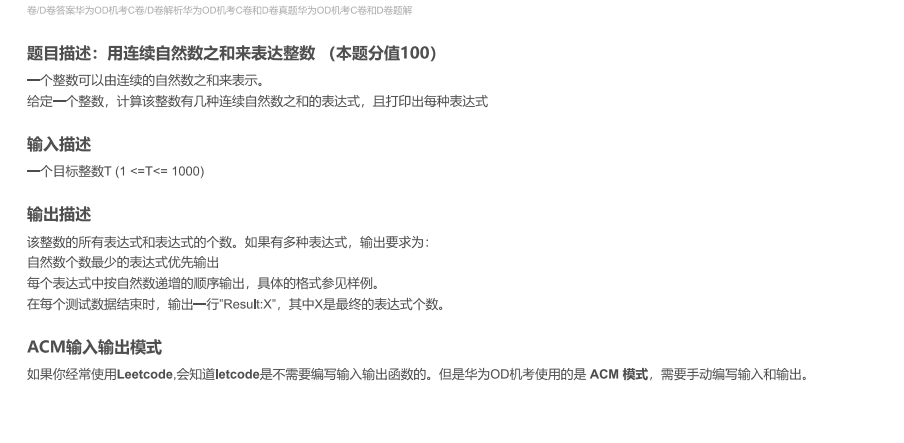 卷/D卷答案华为OD机考C卷/D卷解析华为OD机考C卷和D卷真题华为OD机考C卷和D卷题解
题目描述：用连续自然数之和来表达整数 （本题分值100）
一个整数可以由连续的自然数之和来表示。
给定一个整数，计算该整数有几种连续自然数之和的表达式，且打印出每种表达式
输入描述
一个目标整数T (1 <=T<= 1000)
输出描述
该整数的所有表达式和表达式的个数。如果有多种表达式，输出要求为：
自然数个数最少的表达式优先输出
每个表达式中按自然数递增的顺序输出，具体的格式参见样例。
在每个测试数据结束时，输出一行”Result:X”，其中X是最终的表达式个数。
ACM输入输出模式
如果你经常使用Leetcode,会知道letcode是不需要编写输入输出函数的。但是华为OD机考使用的是 ACM 模式，需要手动编写输入和输出。